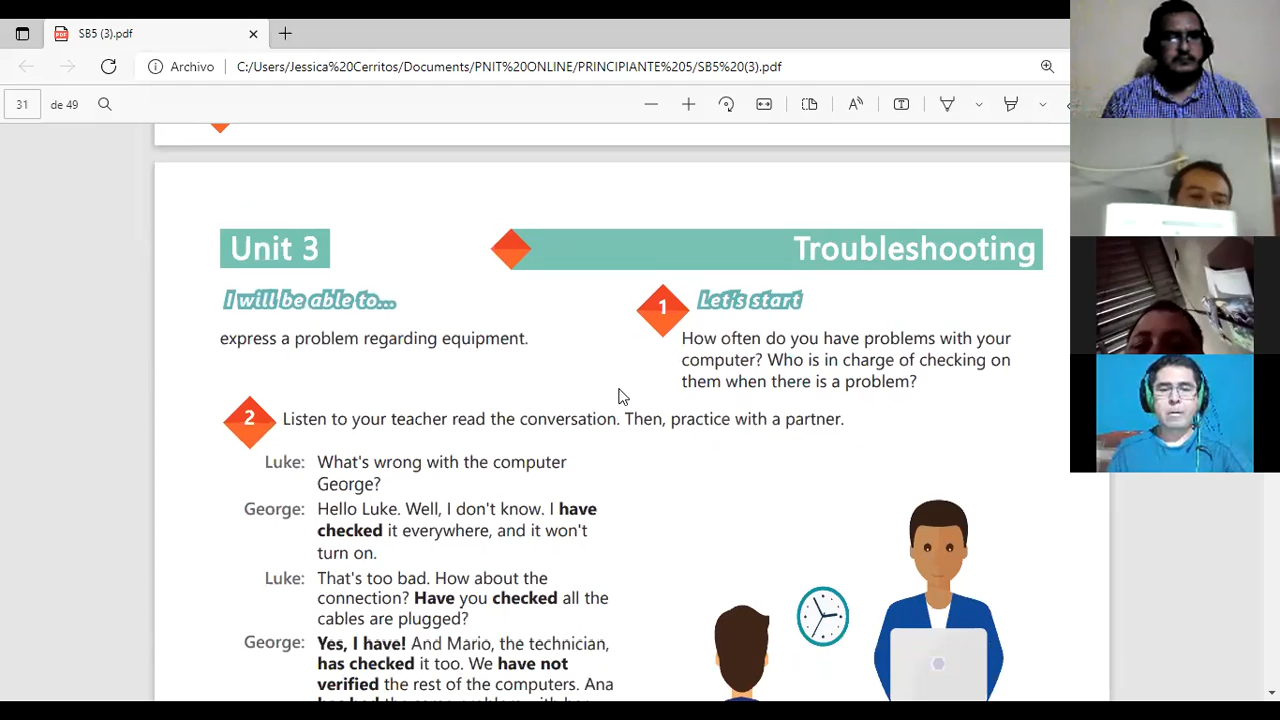 SB5 (3).pdf
Archivo
C:/Users/Jessica%20Cerritos/Documents/PNIT%20ONLINE/PRINCIPIANTE%205/SB5%20(3).pdf
31 de 49
Unit 3
Troubleshooting
I will be able to...
express a problem regarding equipment.
1
Let's start
How often do you have problems with your
computer? Who is in charge of checking on
them when there is a problem?
2 Listen to your teacher read the conversation. Then, practice with a partner.
Luke: What's wrong with the computer
George?
George: Hello Luke. Well, I don't know. I have
checked it everywhere, and it won't
turn on.
Luke: That's too bad. How about the
connection? Have you checked all the
cables are plugged?
George: Yes, I have! And Mario, the technician,
has checked it too. We have not
verified the rest of the computers. Ana